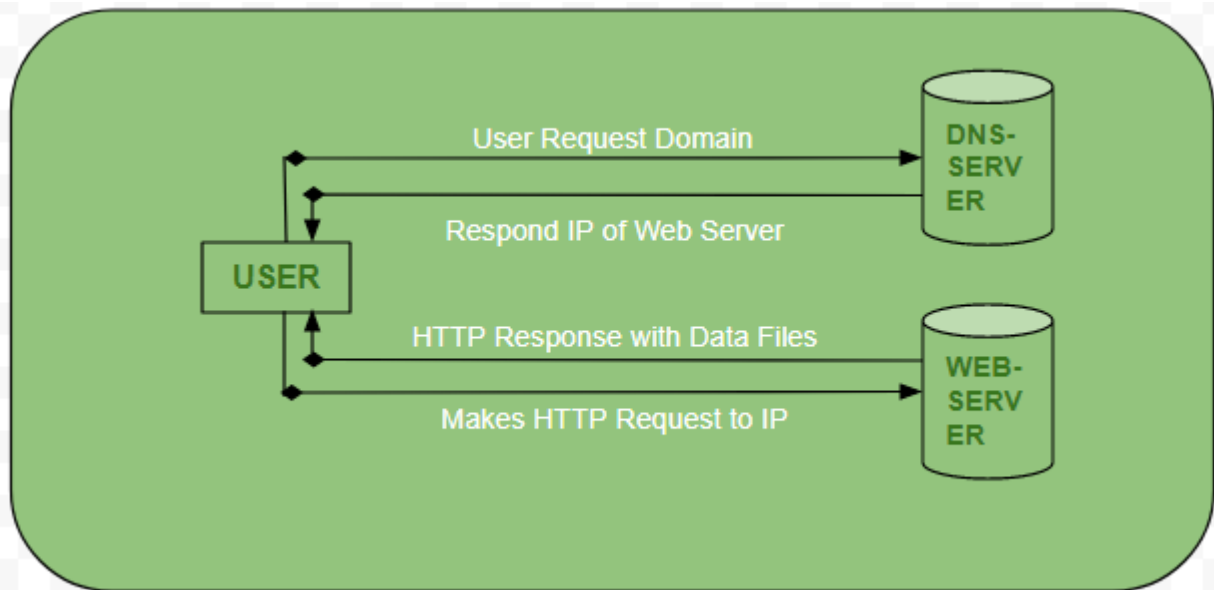 User Request Domain
DNS-
SERV
ER
Respond IP of Web Server
USER
HTTP Response with Data Files
WEB-
SERV
ER
Makes HTTP Request to IP